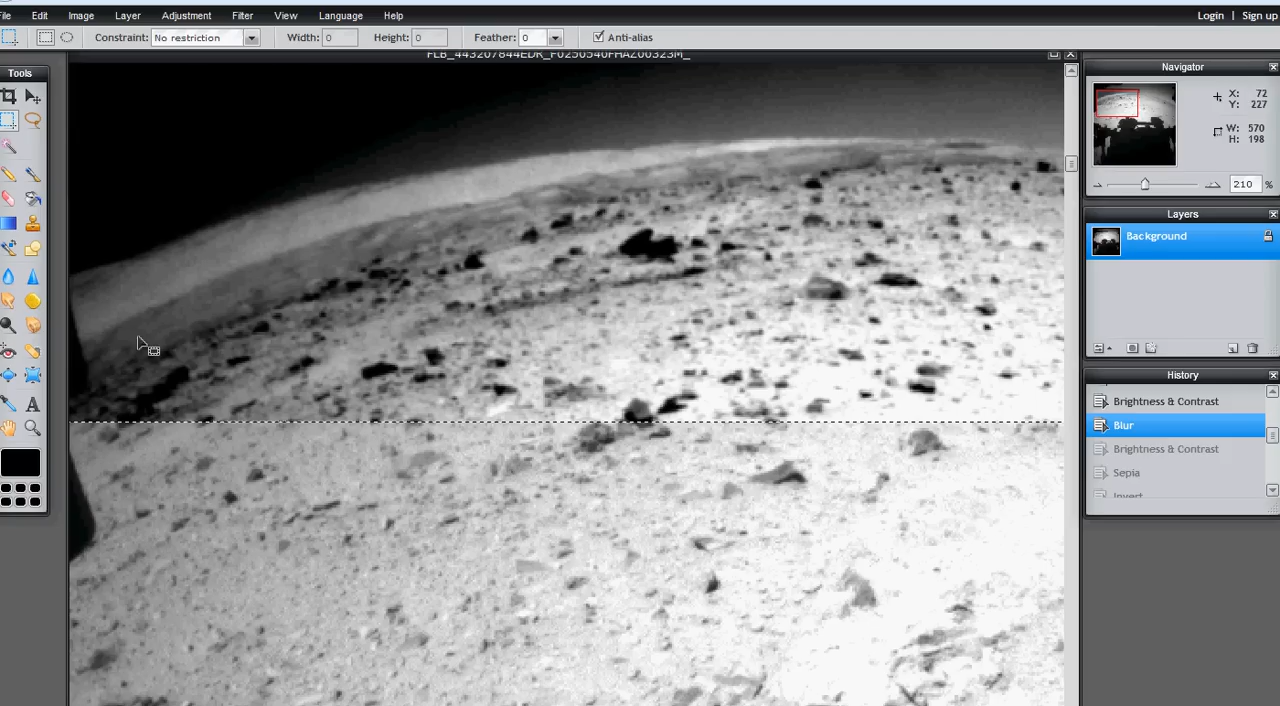 File Edit Image Layer Adjustment Filter View Language Help Login | Sign up
Constraint: No restriction Width: 0 Height: 0 Feather: 0 Anti-alias
Tools
Navigator
X: 72
Y: 227
W: 570
H: 198
210 %
Layers
Background
History
Brightness & Contrast
Blur
Brightness & Contrast
Sepia
Invert
A